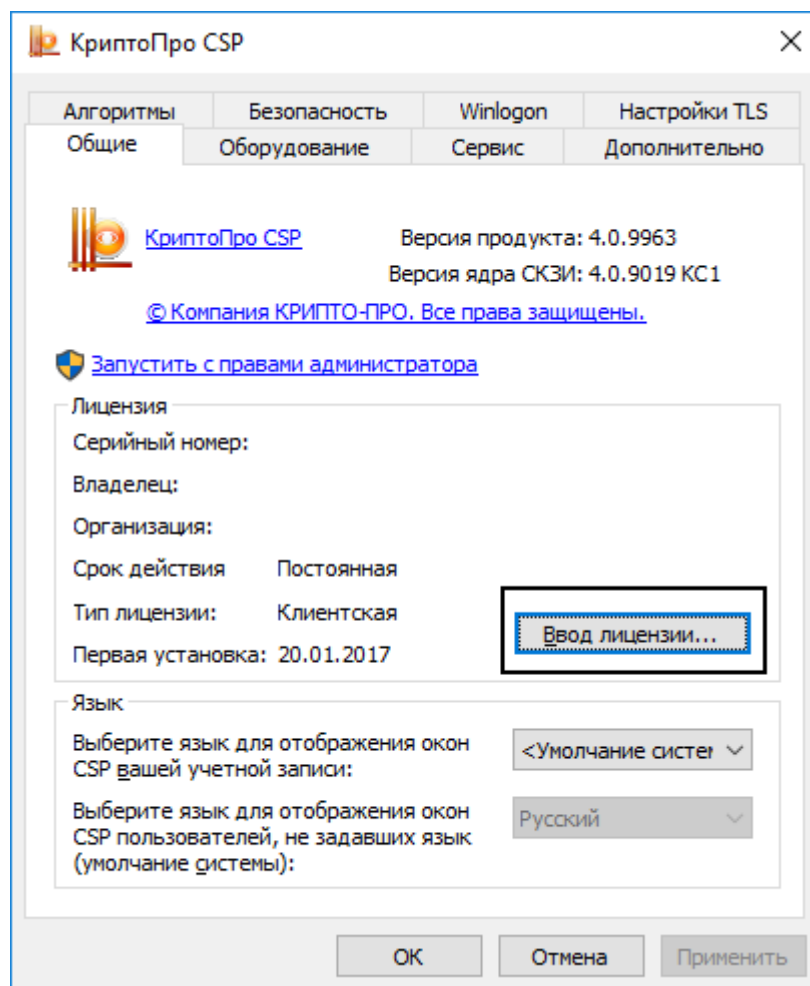 КриптоПро CSP
Алгоритмы Безопасность Winlogon Настройки TLS
Общие Оборудование Сервис Дополнительно
КриптоПро CSP Версия продукта: 4.0.9963
Версия ядра СКЗИ: 4.0.9019 КС1
© Компания КРИПТО-ПРО. Все права защищены.
Запустить с правами администратора
Лицензия
Серийный номер:
Владелец:
Организация:
Срок действия Постоянная
Тип лицензии: Клиентская
Ввод лицензии...
Первая установка: 20.01.2017
Язык
Выберите язык для отображения окон
CSP вашей учетной записи:
<Умолчание систе
Выберите язык для отображения окон
CSP пользователей, не задавших язык
(умолчание системы):
Русский
ОК Отмена Применить